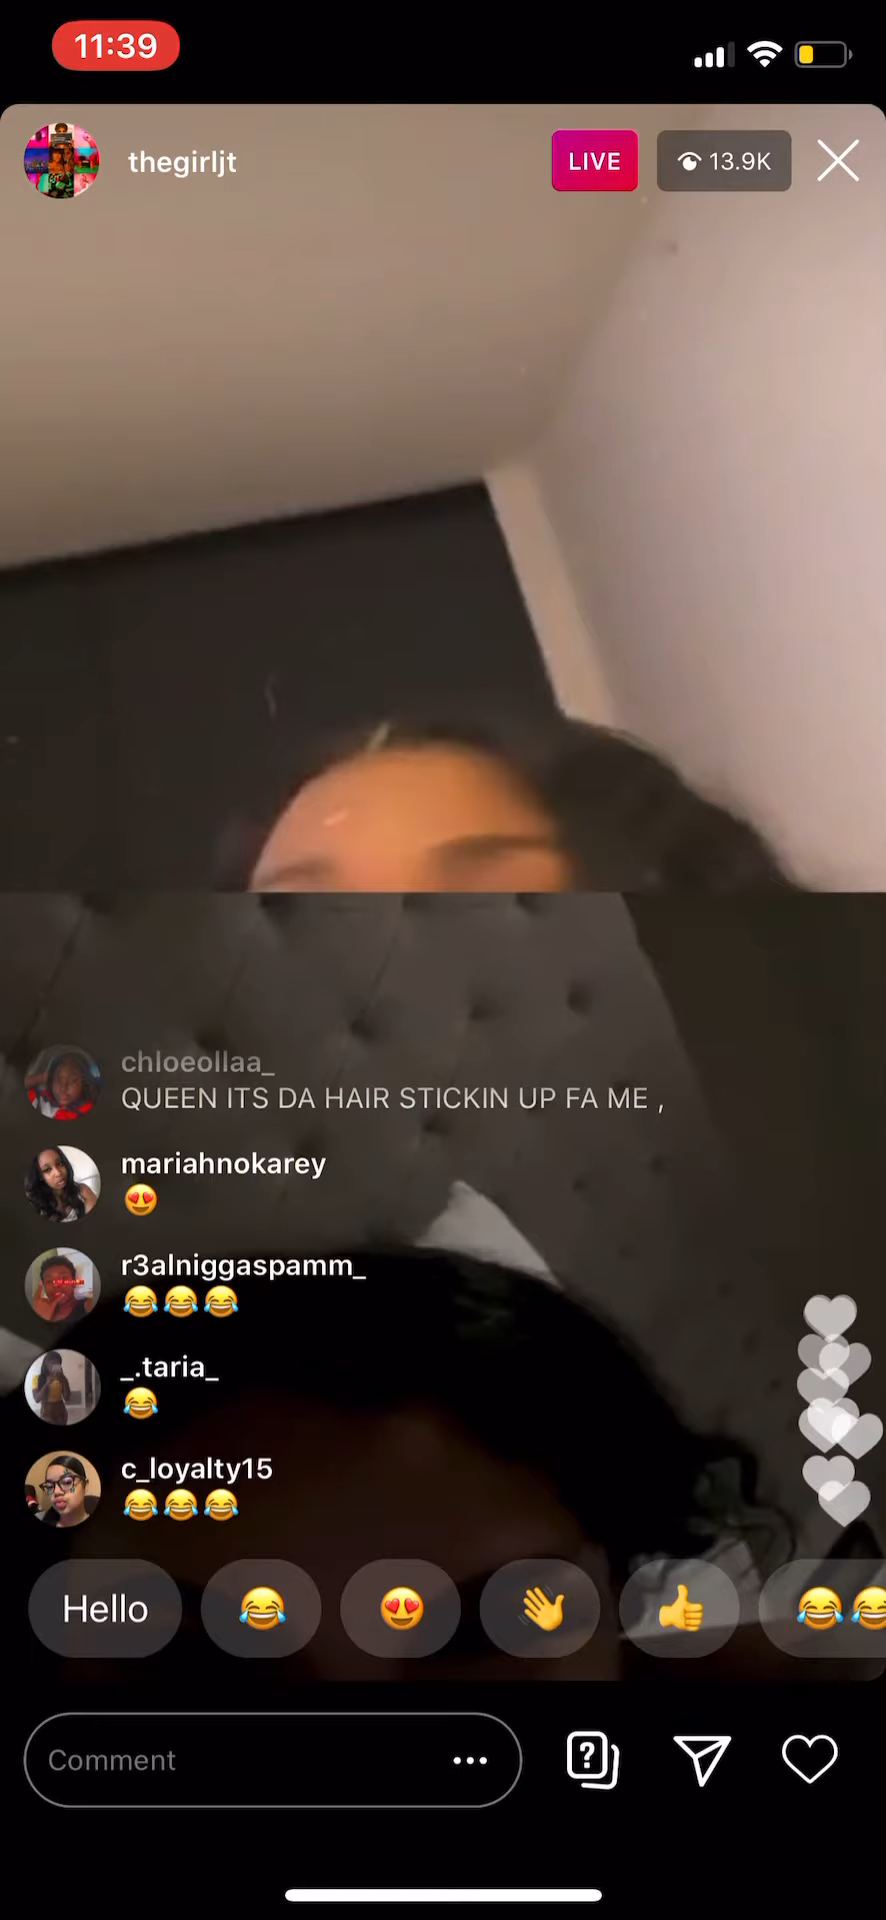 11:39
thegirljt
LIVE
13.9K
chloeollaa_
QUEEN ITS DA HAIR STICKIN UP FA ME ,
mariahnokarey
😍
r3alniggaspamm_
😂😂😂
_.taria_
😂
c_loyalty15
😂😂😂
Hello 😂 😍 👋 👍 😂😂
Comment